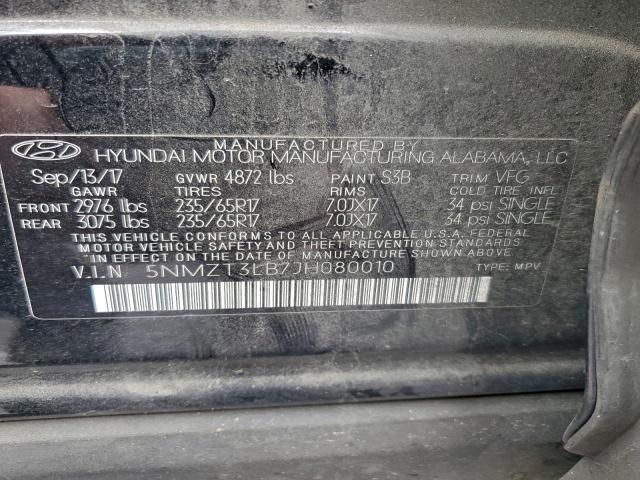 MANUFACTURED BY
HYUNDAI MOTOR MANUFACTURING ALABAMA, LLC
Sep/13/17 GVWR 4872 lbs PAINT S3B TRIM VFG
GAWR TIRES RIMS COLD TIRE INFL
FRONT 2976 lbs 235/65R17 7.0JX17 34 psi SINGLE
REAR 3075 lbs 235/65R17 7.0JX17 34 psi SINGLE
THIS VEHICLE CONFORMS TO ALL APPLICABLE U.S.A. FEDERAL
MOTOR VEHICLE SAFETY AND THEFT PREVENTION STANDARDS
IN EFFECT ON THE DATE OF MANUFACTURE SHOWN ABOVE.
V.I.N 5NMZT3LB7JH080010 TYPE: MPV